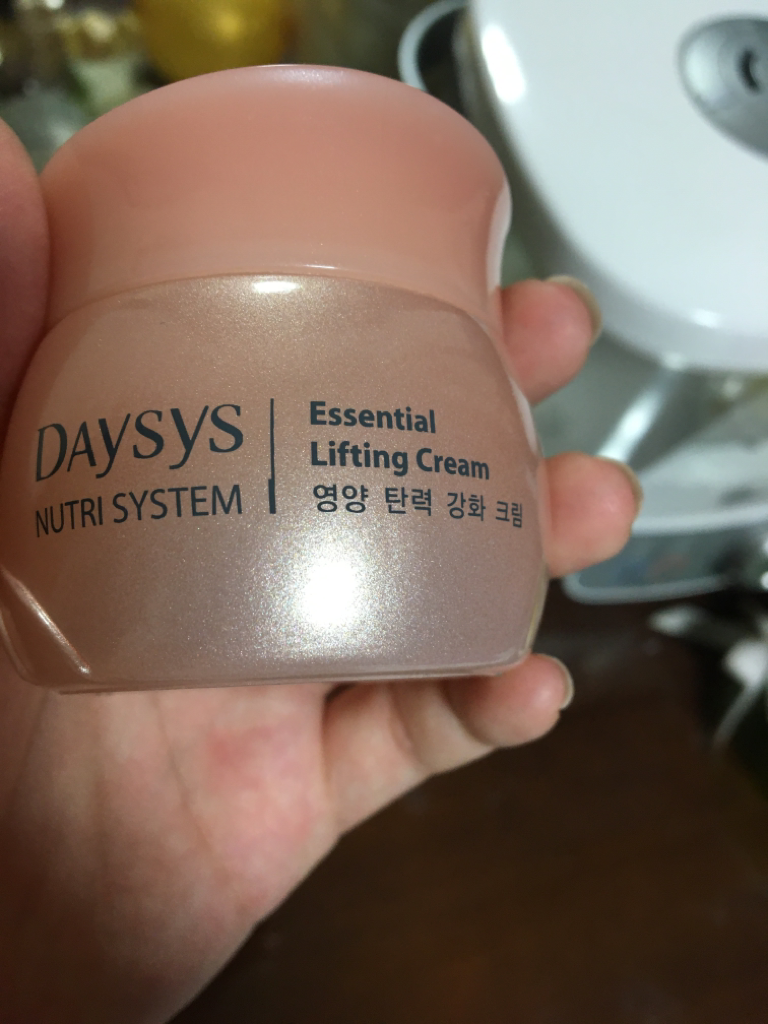 DAYSYS
NUTRI SYSTEM
Essential
Lifting Cream
영양 탄력 강화 크림